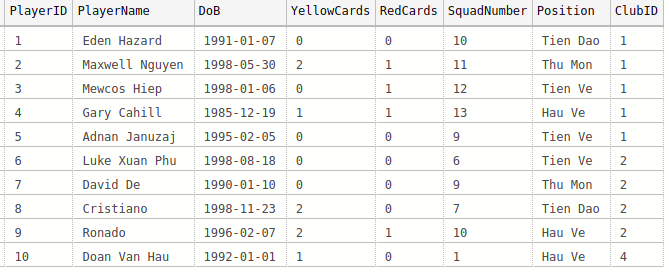 PlayerID PlayerName DoB YellowCards RedCards SquadNumber Position ClubID
1 Eden Hazard 1991-01-07 0 0 10 Tien Dao 1
2 Maxwell Nguyen 1998-05-30 2 1 11 Thu Mon 1
3 Mewcos Hiep 1998-01-06 0 1 12 Tien Ve 1
4 Gary Cahill 1985-12-19 1 1 13 Hau Ve 1
5 Adnan Januzaj 1995-02-05 0 0 9 Tien Ve 1
6 Luke Xuan Phu 1998-08-18 0 0 6 Tien Ve 2
7 David De 1990-01-10 0 0 9 Thu Mon 2
8 Cristiano 1998-11-23 2 0 7 Tien Dao 2
9 Ronado 1996-02-07 2 1 10 Hau Ve 2
10 Doan Van Hau 1992-01-01 1 0 1 Hau Ve 4